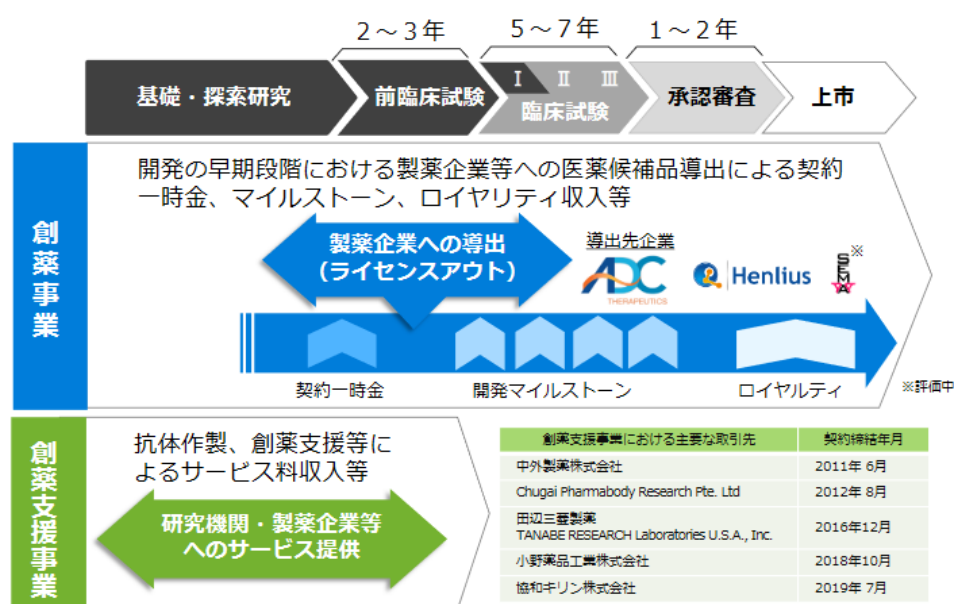 2～3年
5～7年
1～2年
基礎・探索研究
前臨床試験
Ⅰ Ⅱ Ⅲ
臨床試験
承認審査
上市
創薬事業
開発の早期段階における製薬企業等への医薬候補品導出による契約
一時金、マイルストーン、ロイヤリティ収入等
製薬企業への導出
（ライセンスアウト）
導出先企業
ADC
THERAPEUTICS
Henlius
SEMA
※
契約一時金
開発マイルストーン
ロイヤルティ
※評価中
創薬支援事業
抗体作製、創薬支援等に
よるサービス料収入等
研究機関・製薬企業等
へのサービス提供
創薬支援事業における主要な取引先 契約締結年月
中外製薬株式会社 2011年 6月
Chugai Pharmabody Research Pte. Ltd 2012年 8月
田辺三菱製薬
TANABE RESEARCH Laboratories U.S.A., Inc. 2016年12月
小野薬品工業株式会社 2018年10月
協和キリン株式会社 2019年 7月